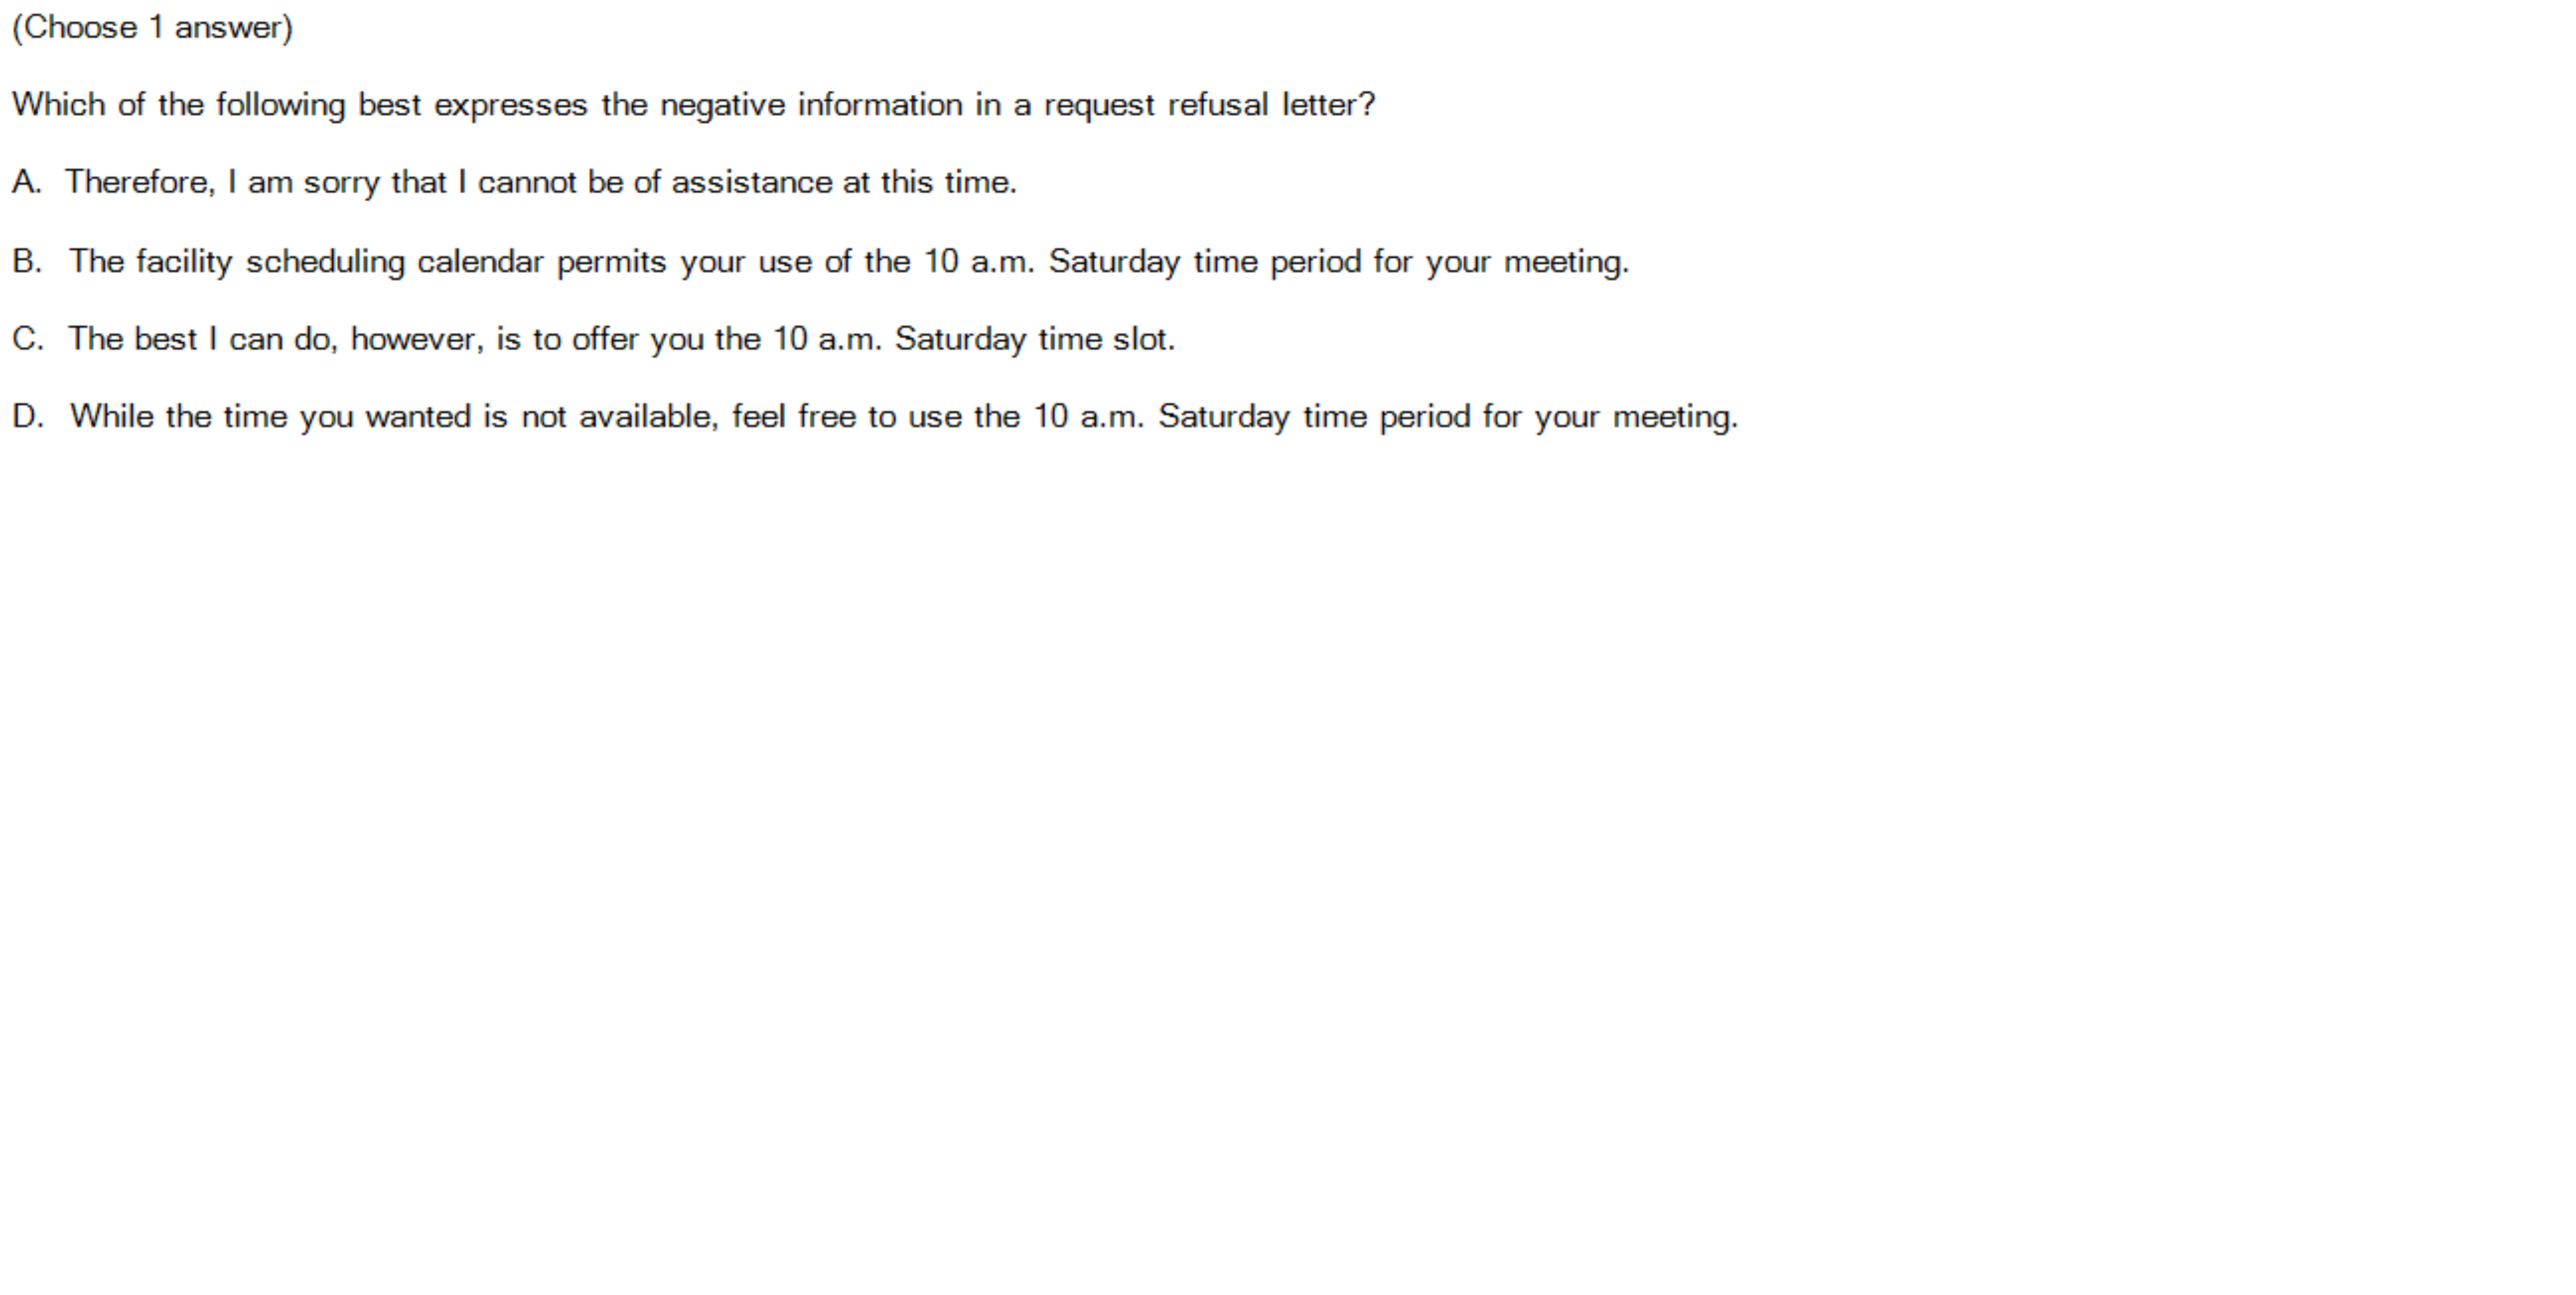 (Choose 1 answer)
Which of the following best expresses the negative information in a request refusal letter?
A. Therefore, I am sorry that I cannot be of assistance at this time.
B. The facility scheduling calendar permits your use of the 10 a.m. Saturday time period for your meeting.
C. The best I can do, however, is to offer you the 10 a.m. Saturday time slot.
D. While the time you wanted is not available, feel free to use the 10 a.m. Saturday time period for your meeting.